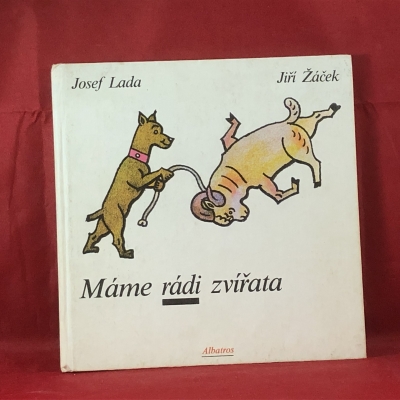 Josef Lada
Jiří Žáček
Máme rádi zvířata
Albatros